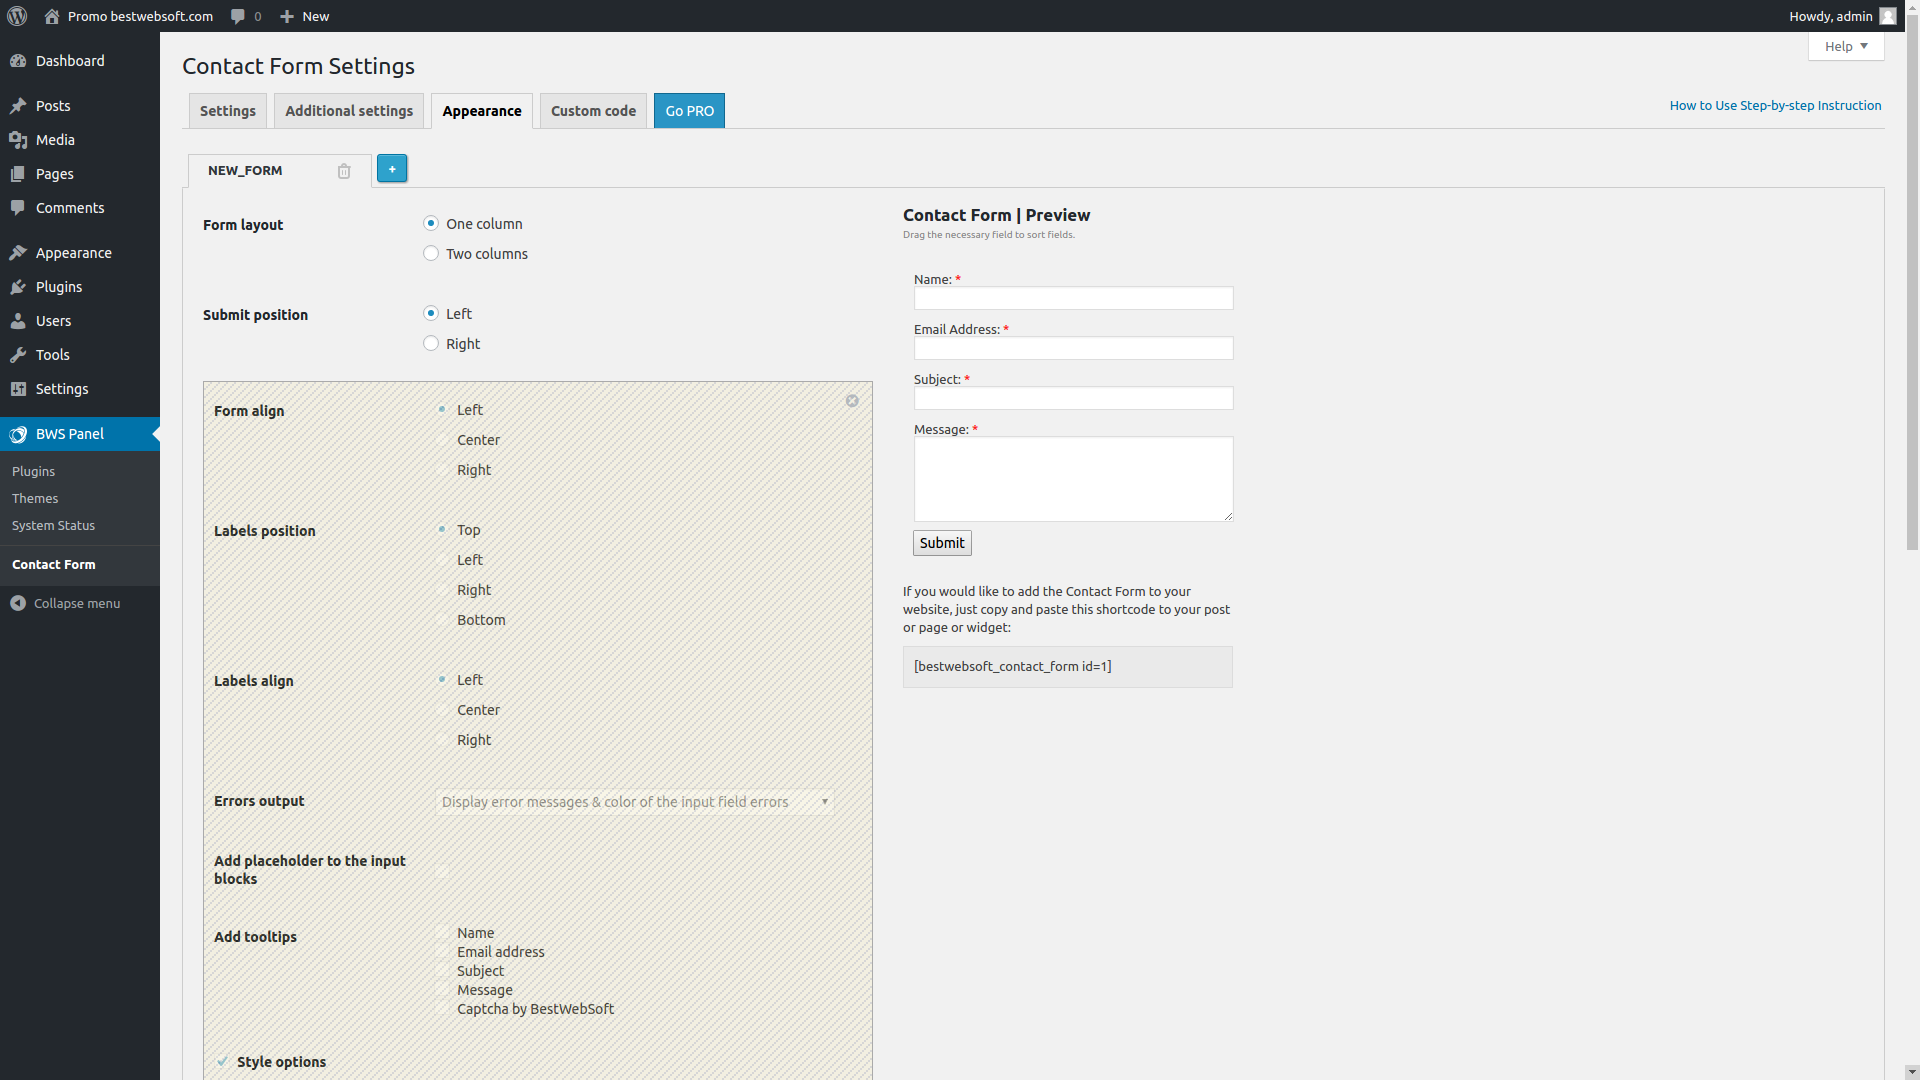 Promo bestwebsoft.com
0
New
Howdy, admin
Dashboard
Posts
Media
Pages
Comments
Appearance
Plugins
Users
Tools
Settings
BWS Panel
Plugins
Themes
System Status
Contact Form
Collapse menu
Help
Contact Form Settings
Settings
Additional settings
Appearance
Custom code
Go PRO
How to Use Step-by-step Instruction
NEW_FORM
+
Form layout
One column
Two columns
Submit position
Left
Right
Form align
Left
Center
Right
Labels position
Top
Left
Right
Bottom
Labels align
Left
Center
Right
Errors output
Display error messages & color of the input field errors
Add placeholder to the input
blocks
Add tooltips
Name
Email address
Subject
Message
Captcha by BestWebSoft
Style options
Contact Form | Preview
Drag the necessary field to sort fields.
Name: *
Email Address: *
Subject: *
Message: *
Submit
If you would like to add the Contact Form to your
website, just copy and paste this shortcode to your post
or page or widget:
[bestwebsoft_contact_form id=1]